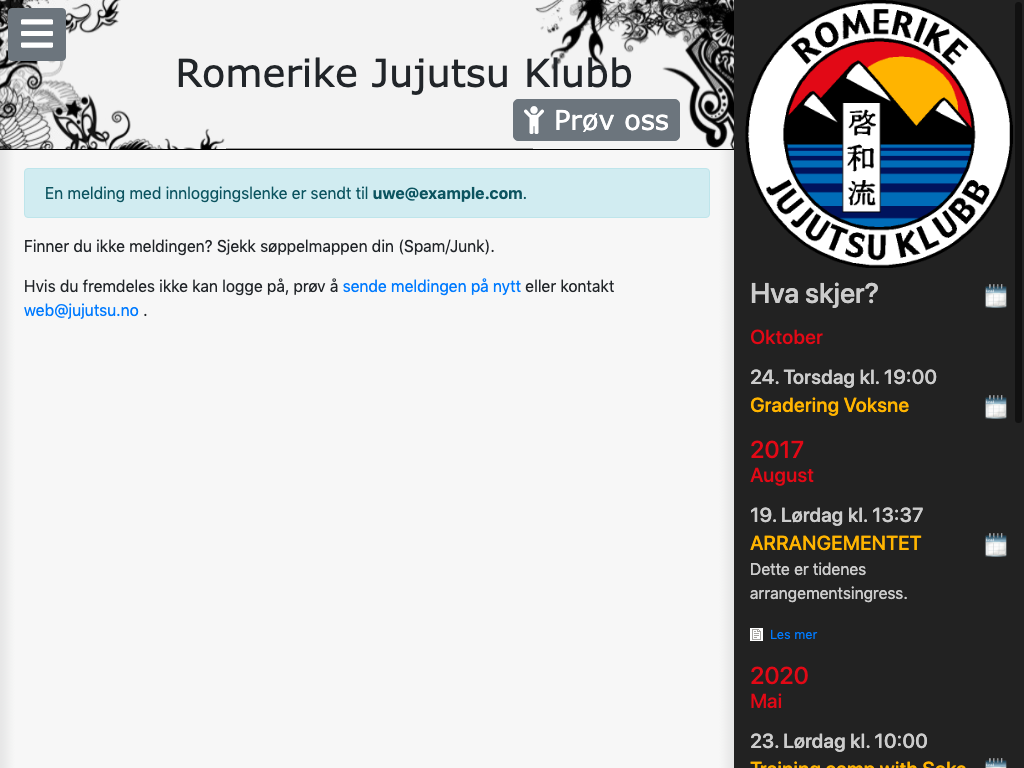 Romerike Jujutsu Klubb
Prøv oss
En melding med innloggingslenke er sendt til uwe@example.com.
Finner du ikke meldingen? Sjekk søppelmappen din (Spam/Junk).
Hvis du fremdeles ikke kan logge på, prøv å sende meldingen på nytt eller kontakt
web@jujutsu.no .
ROMERIKE
啓和流
JUJUTSU KLUBB
Hva skjer?
Oktober
24. Torsdag kl. 19:00
Gradering Voksne
2017
August
19. Lørdag kl. 13:37
ARRANGEMENTET
Dette er tidenes
arrangementsingress.
Les mer
2020
Mai
23. Lørdag kl. 10:00
Training camp with Soke